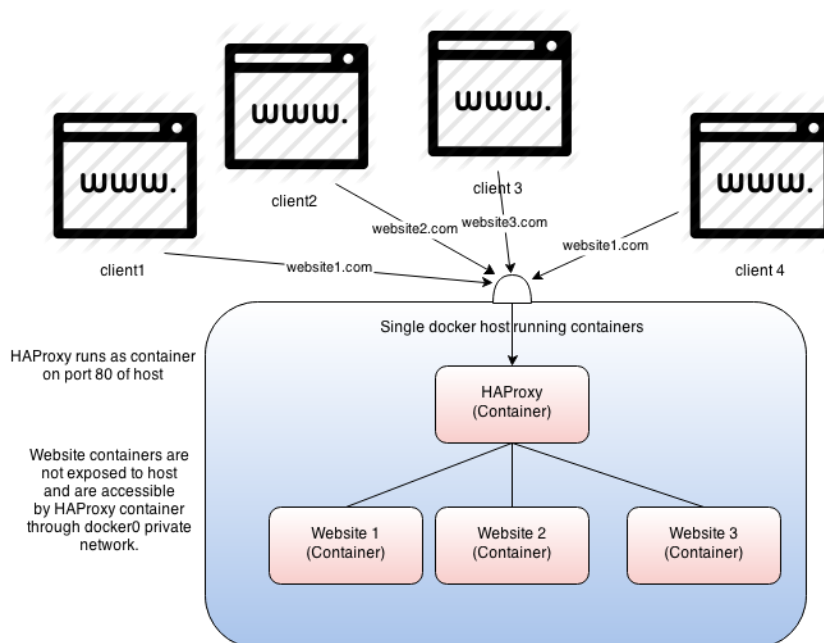 www.
www.
www.
www.
client1
client2
client 3
client 4
website1.com
website2.com
website3.com
website1.com
Single docker host running containers
HAProxy runs as container
on port 80 of host
HAProxy
(Container)
Website containers are
not exposed to host
and are accessible
by HAProxy container
through docker0 private
network.
Website 1
(Container)
Website 2
(Container)
Website 3
(Container)